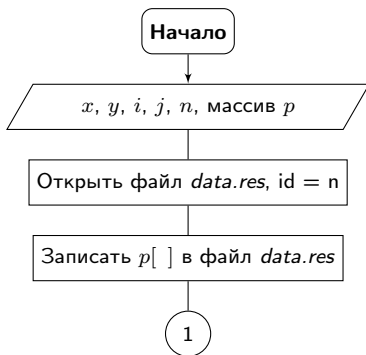 Начало
x, y, i, j, n, массив p
Открыть файл data.res, id = n
Записать p[ ] в файл data.res
1